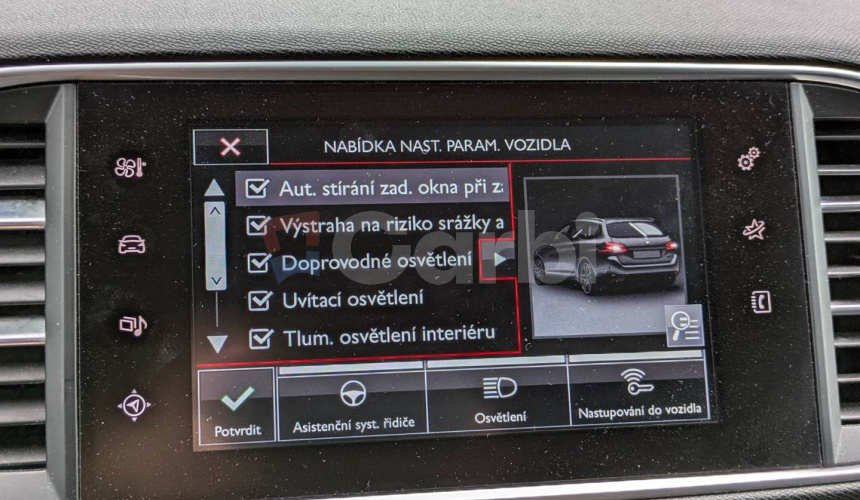 NABÍDKA NAST. PARAM. VOZIDLA
Aut. stírání zad. okna při
Výstraha na riziko srážky a
Doprovodné osvětlení
Uvítací osvětlení
Tlum. osvětlení interiéru
Potvrdit
Asistenční syst. řidiče
Osvětlení
Nastupování do vozidla
Carbi